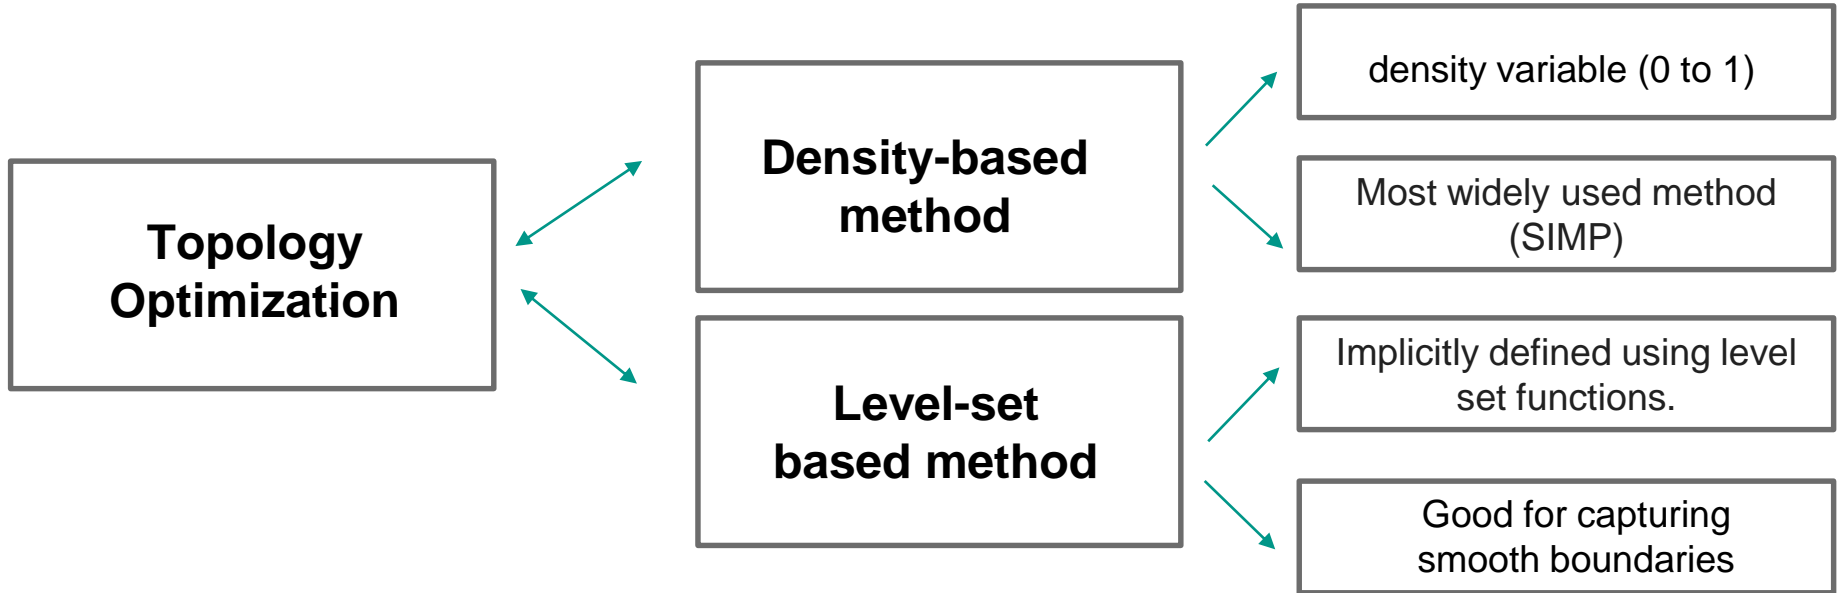 Topology
Optimization
Density-based
method
Level-set
based method
density variable (0 to 1)
Most widely used method
(SIMP)
Implicitly defined using level
set functions.
Good for capturing
smooth boundaries